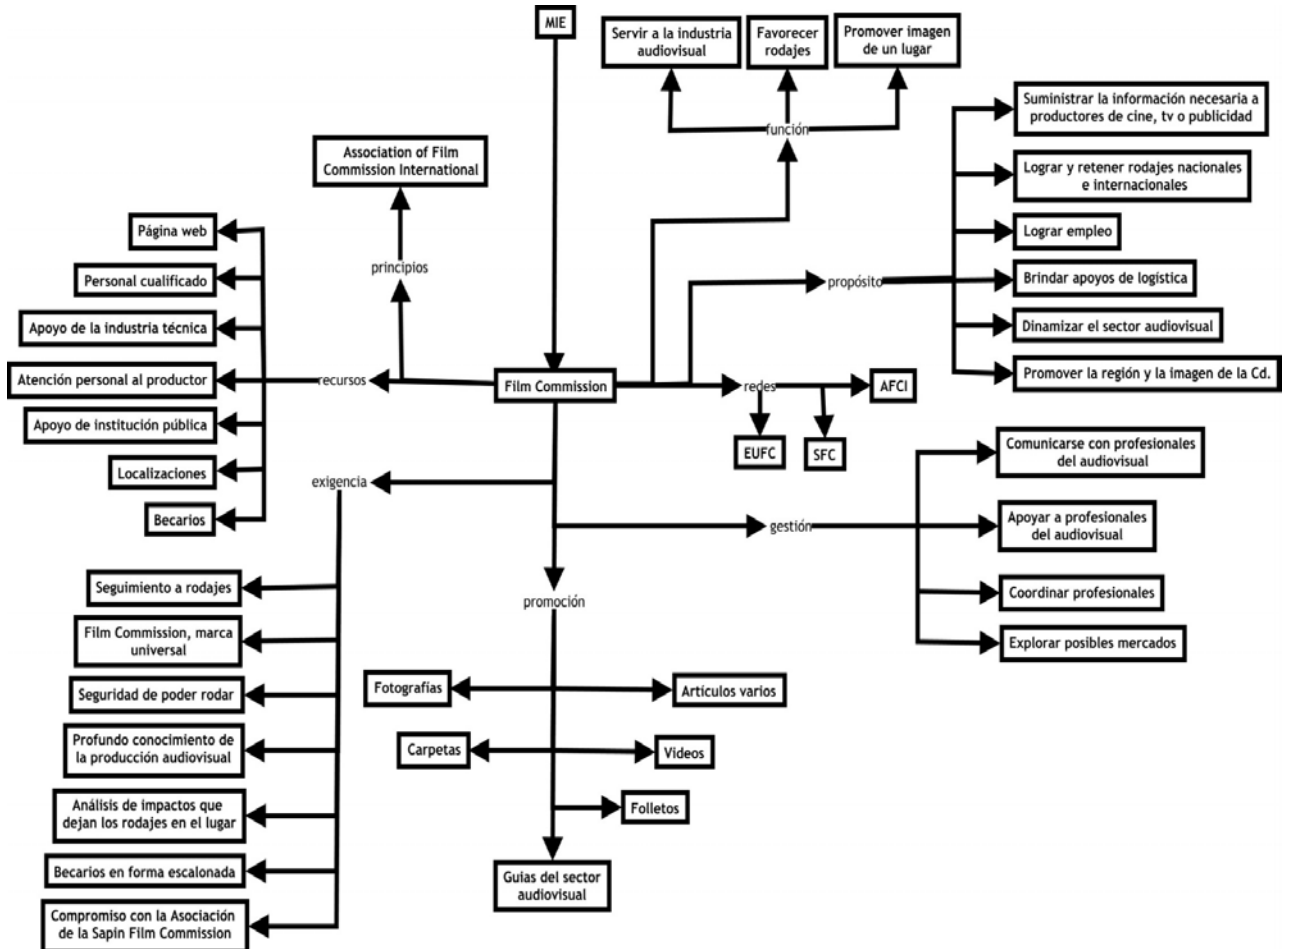 MIE
Servir a la industria
audiovisual
Favorecer
rodajes
Promover imagen
de un lugar
función
Suministrar la información necesaria a
productores de cine, tv o publicidad
Lograr y retener rodajes nacionales
e internacionales
Lograr empleo
propósito
Brindar apoyos de logística
Dinamizar el sector audiovisual
Promover la región y la imagen de la Cd.
Association of Film
Commission International
principios
Página web
Personal cualificado
Apoyo de la industria técnica
Atención personal al productor
recursos
Apoyo de institución pública
Localizaciones
Becarios
Film Commission
redes
AFCI
EUFC
SFC
exigencia
Seguimiento a rodajes
Film Commission, marca
universal
Seguridad de poder rodar
Profundo conocimiento de
la producción audiovisual
Análisis de impactos que
dejan los rodajes en el lugar
Becarios en forma escalonada
Compromiso con la Asociación
de la Sapin Film Commission
gestión
Comunicarse con profesionales
del audiovisual
Apoyar a profesionales
del audiovisual
Coordinar profesionales
Explorar posibles mercados
promoción
Fotografías
Artículos varios
Carpetas
Videos
Folletos
Guias del sector
audiovisual